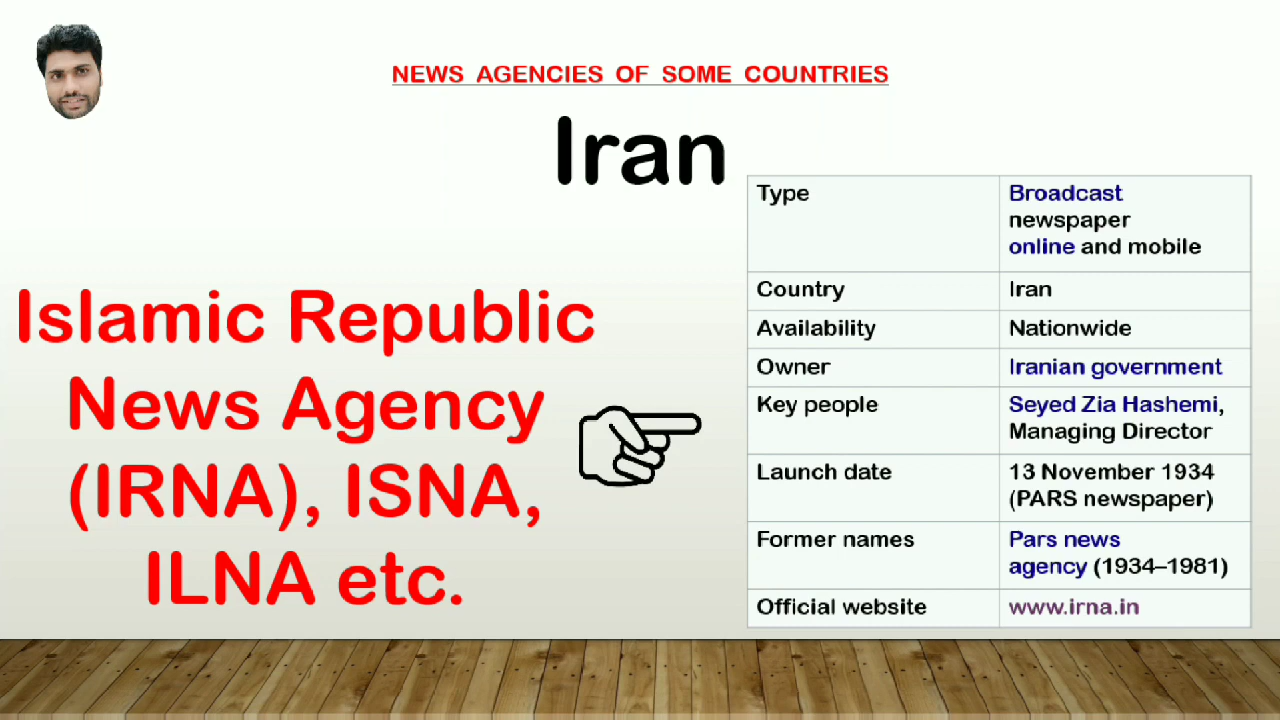 NEWS AGENCIES OF SOME COUNTRIES
Iran
Islamic Republic
News Agency
(IRNA), ISNA,
ILNA etc.
Type Broadcast
newspaper
online and mobile
Country Iran
Availability Nationwide
Owner Iranian government
Key people Seyed Zia Hashemi,
Managing Director
Launch date 13 November 1934
(PARS newspaper)
Former names Pars news
agency (1934–1981)
Official website www.irna.in